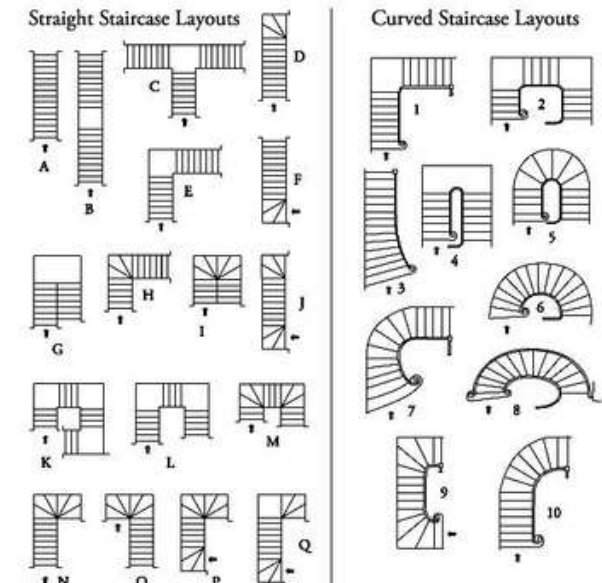 Straight Staircase Layouts
A
B
C
D
E
F
G
H
I
J
K
L
M
N
O
P
Q
Curved Staircase Layouts
1
2
3
4
5
6
7
8
9
10